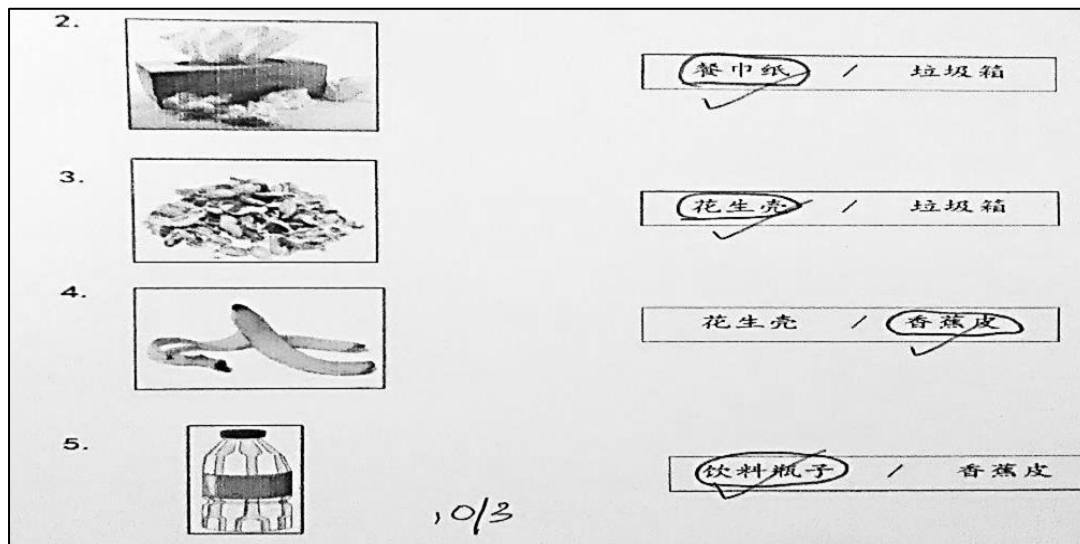 2. 餐巾纸 / 垃圾箱
3. 花生壳 / 垃圾箱
4. 花生壳 / 香蕉皮
5. 饮料瓶子 / 香蕉皮
10/3